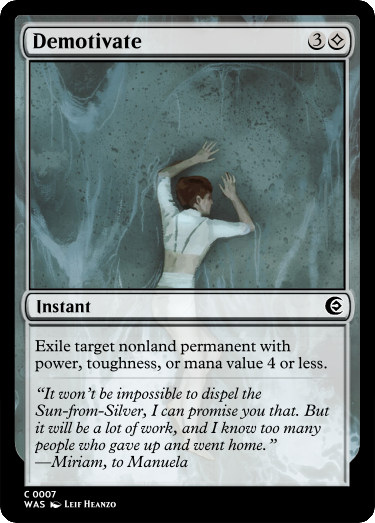 Demotivate 3
Instant
Exile target nonland permanent with
power, toughness, or mana value 4 or less.
“It won’t be impossible to dispel the
Sun-from-Silver, I can promise you that. But
it will be a lot of work, and I know too many
people who gave up and went home.”
—Miriam, to Manuela
C 0007
WAS Leif Heanzo